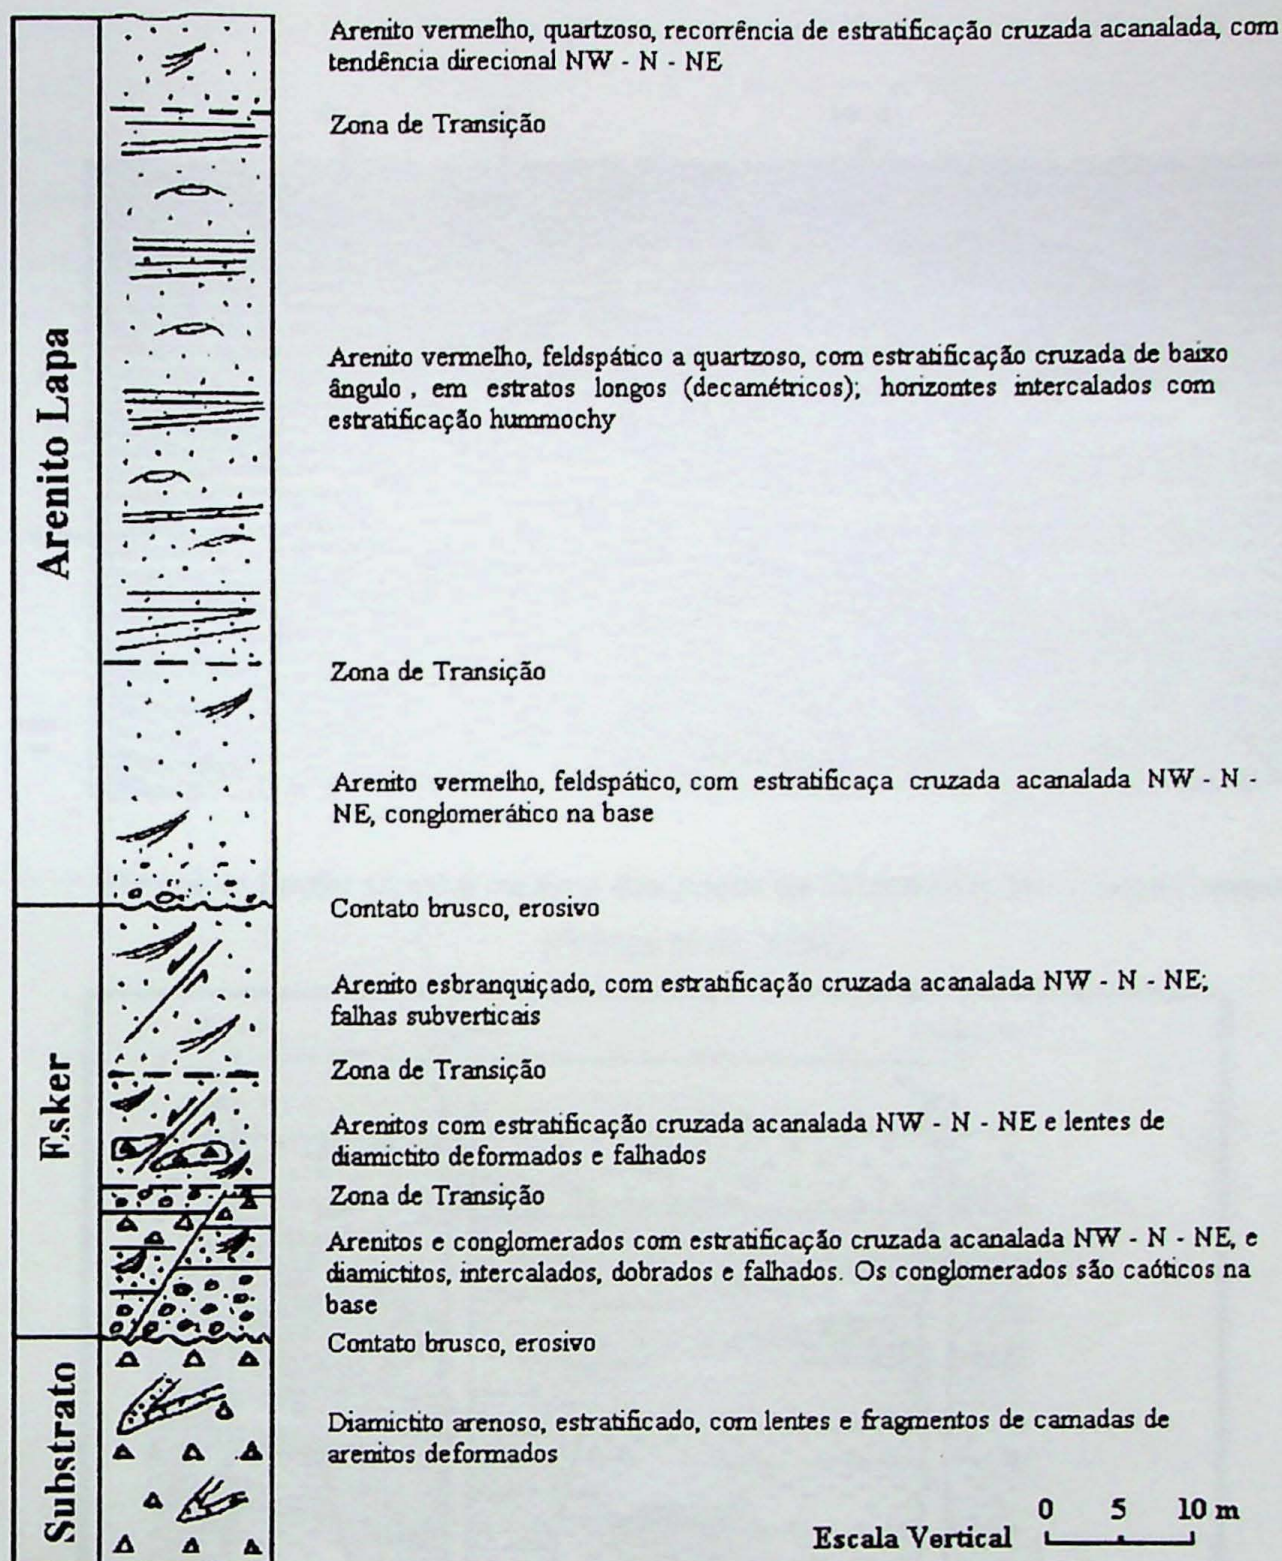 Arenito vermelho, quartzoso, recorrência de estratificação cruzada acanalada, com
tendência direcional NW - N - NE
Zona de Transição
Arenito Lapa
Arenito vermelho, feldspático a quartzoso, com estratificação cruzada de baixo
ângulo , em estratos longos (decamétricos); horizontes intercalados com
estratificação hummochy
Zona de Transição
Arenito vermelho, feldspático, com estratificaça cruzada acanalada NW - N -
NE, conglomerático na base
Contato brusco, erosivo
Esker
Arenito esbranquiçado, com estratificação cruzada acanalada NW - N - NE;
falhas subverticais
Zona de Transição
Arenitos com estratificação cruzada acanalada NW - N - NE e lentes de
diamictito deformados e falhados
Zona de Transição
Arenitos e conglomerados com estratificação cruzada acanalada NW - N - NE, e
diamictitos, intercalados, dobrados e falhados. Os conglomerados são caóticos na
base
Contato brusco, erosivo
Substrato
Diamictito arenoso, estratificado, com lentes e fragmentos de camadas de
arenitos deformados
0 5 10 m
Escala Vertical